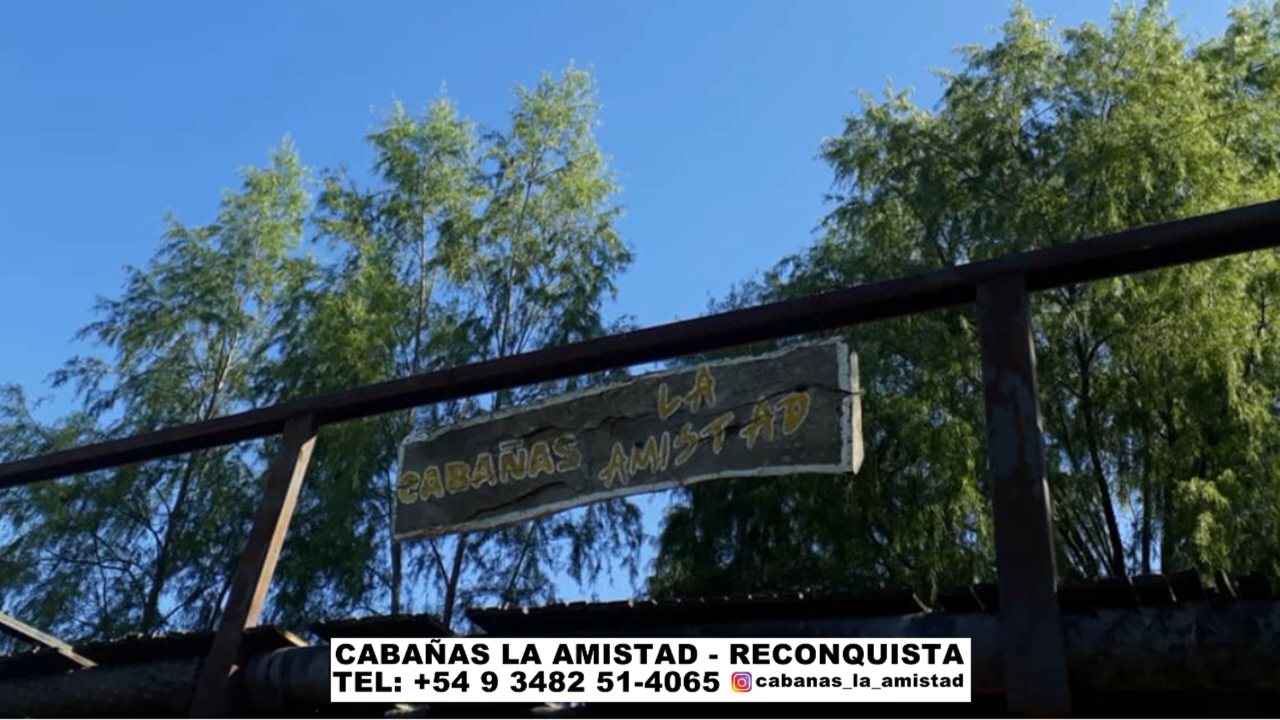 LA
CABAÑAS AMISTAD
CABAÑAS LA AMISTAD - RECONQUISTA
TEL: +54 9 3482 51-4065 cabanas_la_amistad